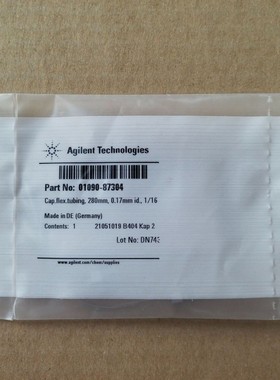 Agilent Technologies
Part No: 01090-87304
Cap.flex.tubing, 280mm, 0.17mm id., 1/16
Made in DE (Germany)
Contents: 1 21051019 B404 Kap 2
Lot No: DN743
www.agilent.com/chem/supplies